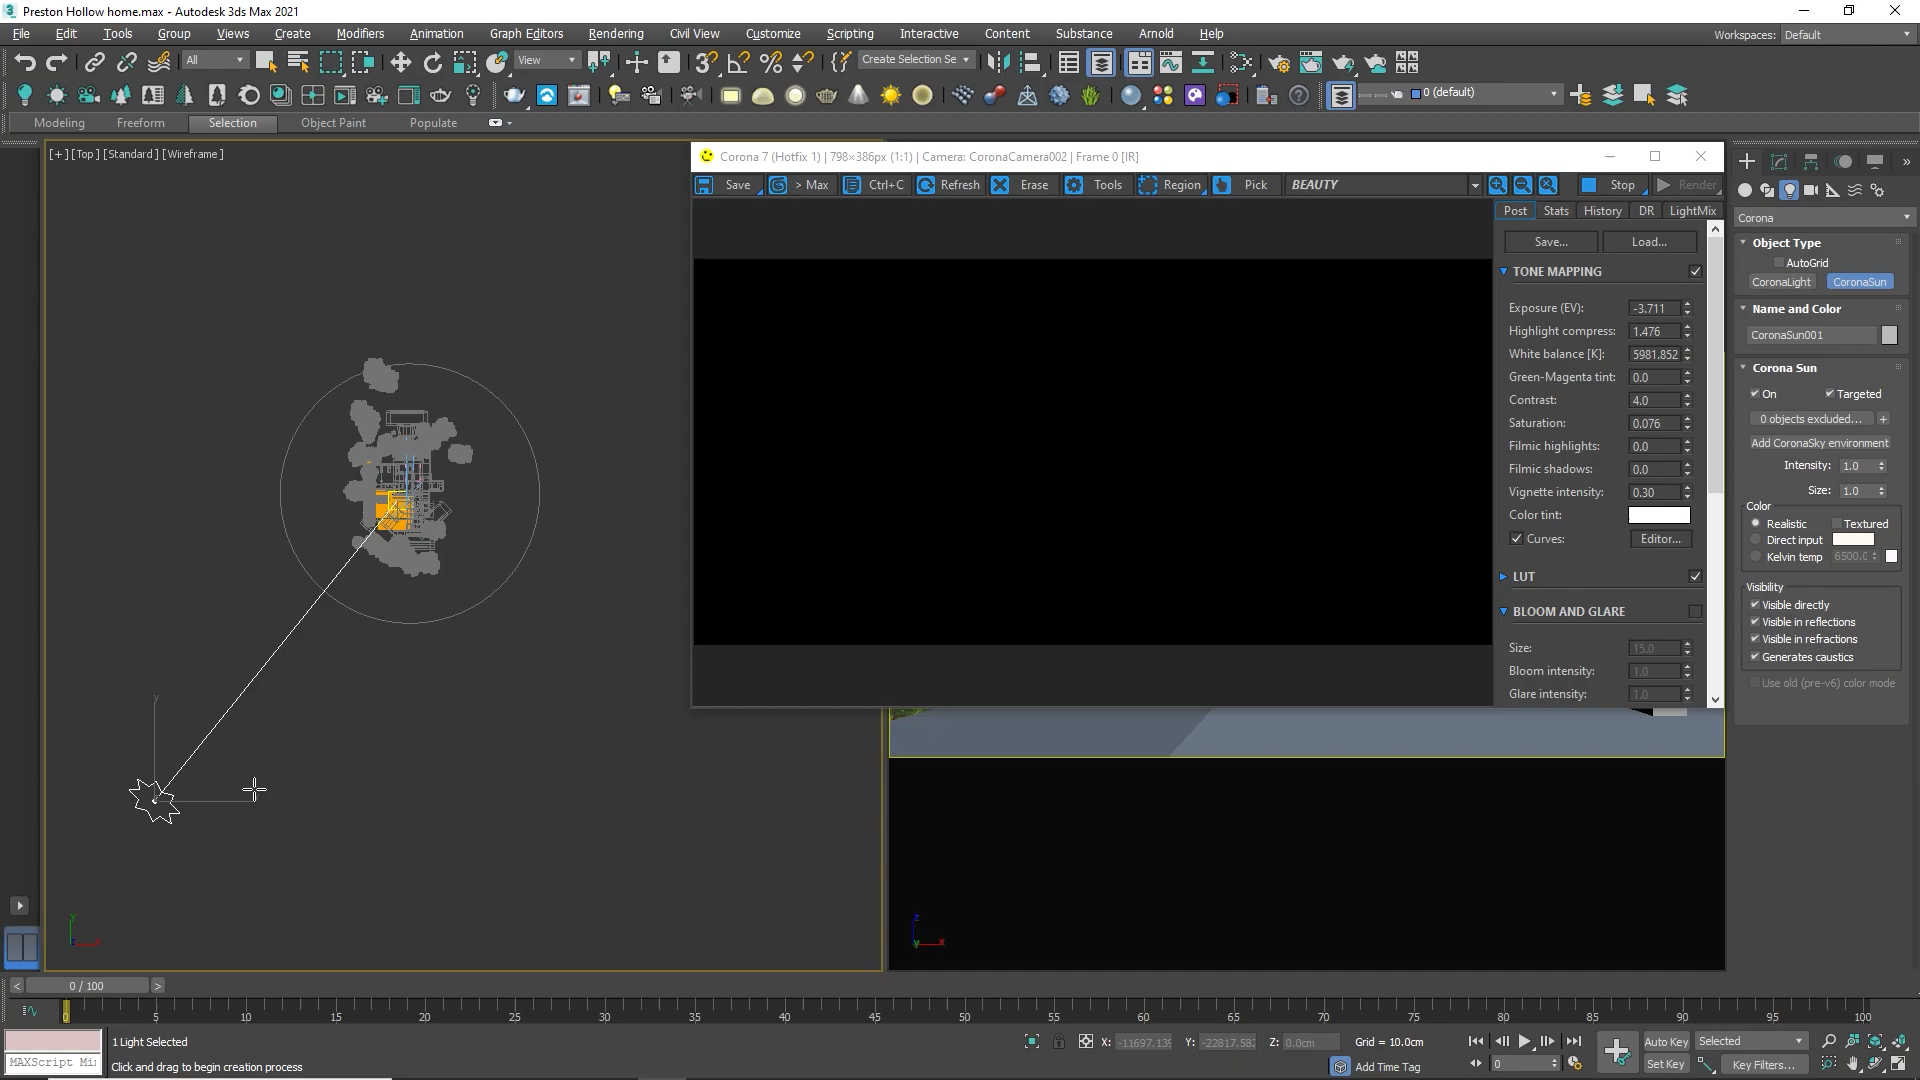 Preston Hollow home.max - Autodesk 3ds Max 2021
File Edit Tools Group Views Create Modifiers Animation Graph Editors Rendering Civil View Customize Scripting Interactive Content Substance Arnold Help
Workspaces: Default
All View Create Selection Se
0 (default)
Modeling Freeform Selection Object Paint Populate
[+] [Top] [Standard] [Wireframe]
Corona 7 (Hotfix 1) | 798×386px (1:1) | Camera: CoronaCamera002 | Frame 0 [IR]
Save > Max Ctrl+C Refresh Erase Tools Region Pick BEAUTY Stop Render
Post Stats History DR LightMix
Save... Load...
TONE MAPPING
Exposure (EV): -3.711
Highlight compress: 1.476
White balance [K]: 5981.852
Green-Magenta tint: 0.0
Contrast: 4.0
Saturation: 0.076
Filmic highlights: 0.0
Filmic shadows: 0.0
Vignette intensity: 0.30
Color tint:
Curves: Editor...
LUT
BLOOM AND GLARE
Size: 15.0
Bloom intensity: 1.0
Glare intensity: 1.0
Corona
Object Type
AutoGrid
CoronaLight CoronaSun
Name and Color
CoronaSun001
Corona Sun
On Targeted
0 objects excluded... +
Add CoronaSky environment
Intensity: 1.0
Size: 1.0
Color
Realistic Textured
Direct input
Kelvin temp 6500.0
Visibility
Visible directly
Visible in reflections
Visible in refractions
Generates caustics
Use old (pre-v6) color mode
y
y
x
z
y
x
z
< 0 / 100 >
0 5 10 15 20 25 30 35 40 45 50 55 60 65 70 75 80 85 90 95 100
1 Light Selected
X: -11697.139 Y: -22817.582 Z: 0.0cm Grid = 10.0cm
Auto Key Selected
MAXScript Mi
Click and drag to begin creation process
Add Time Tag
0
Set Key Key Filters...